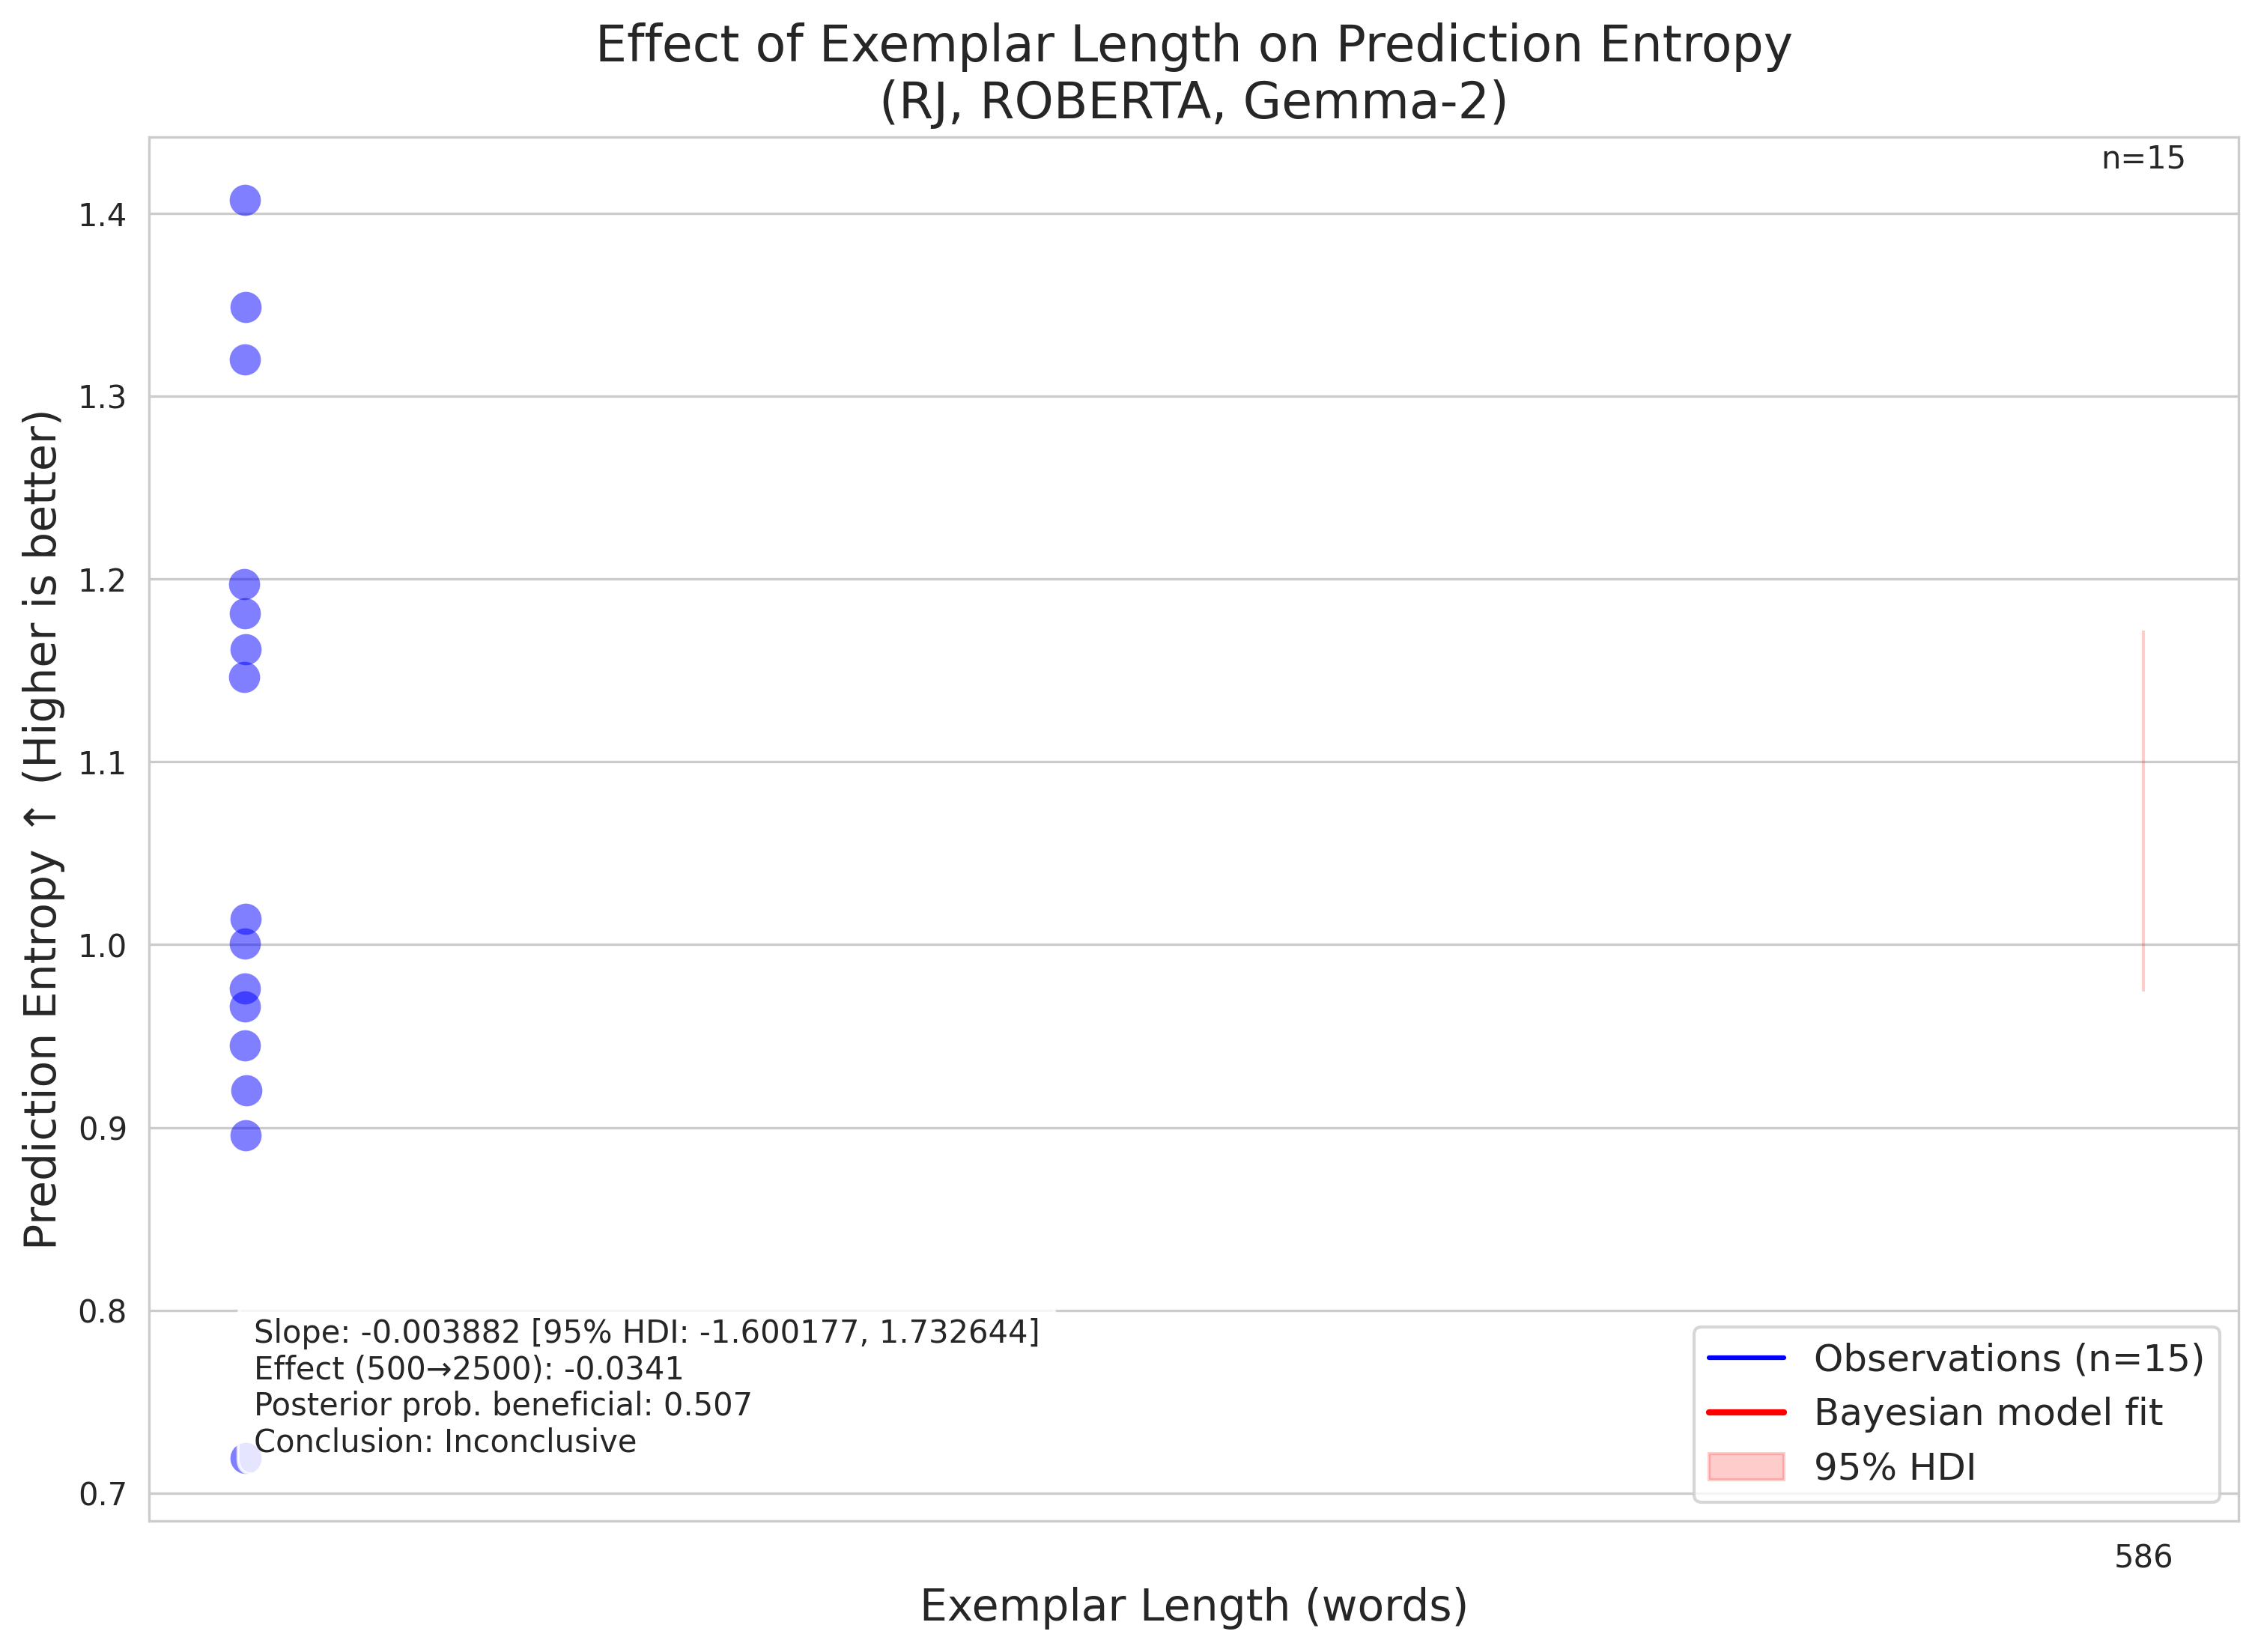 Effect of Exemplar Length on Prediction Entropy
(RJ, ROBERTA, Gemma-2)
n=15
Prediction Entropy ↑ (Higher is better)
1.4
1.3
1.2
1.1
1.0
0.9
0.8
0.7
Slope: -0.003882 [95% HDI: -1.600177, 1.732644]
Effect (500→2500): -0.0341
Posterior prob. beneficial: 0.507
Conclusion: Inconclusive
Observations (n=15)
Bayesian model fit
95% HDI
586
Exemplar Length (words)